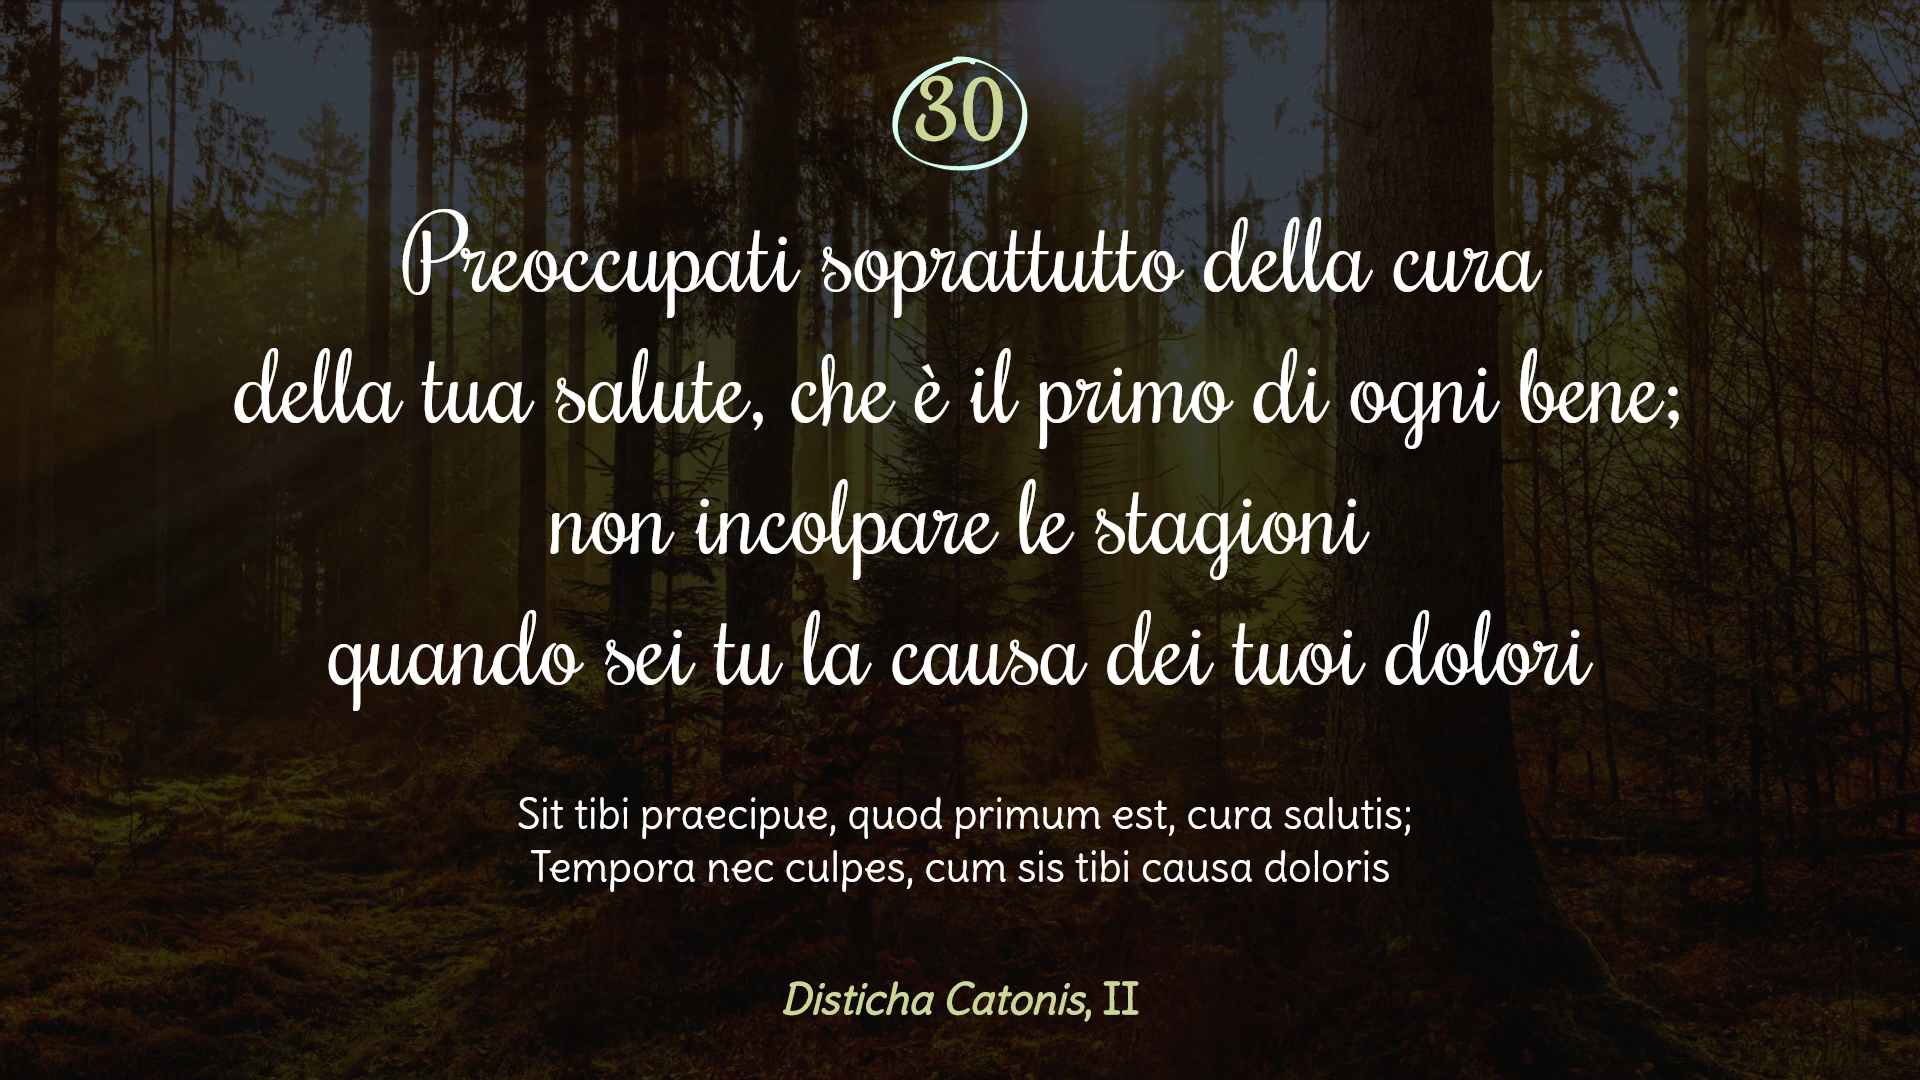 30
Preoccupati soprattutto della cura
della tua salute, che è il primo di ogni bene;
non incolpare le stagioni
quando sei tu la causa dei tuoi dolori
Sit tibi praecipue, quod primum est, cura salutis;
Tempora nec culpes, cum sis tibi causa doloris
Disticha Catonis, II